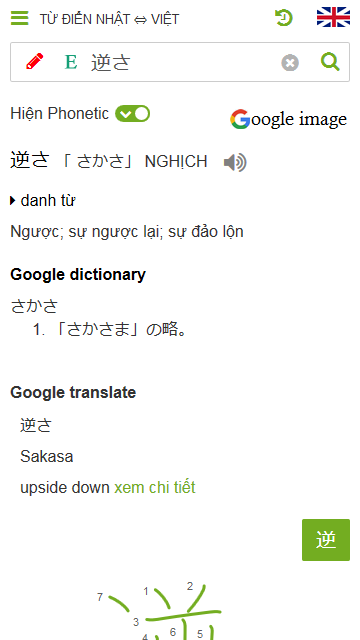 TỪ ĐIỂN NHẬT ⇔ VIỆT
E 逆さ
Hiện Phonetic
Google image
逆さ 「 さかさ」 NGHỊCH
danh từ
Ngược; sự ngược lại; sự đảo lộn
Google dictionary
さかさ
1. 「さかさま」の略。
Google translate
逆さ
Sakasa
upside down xem chi tiết
逆
7 1 2
3
4 6 5